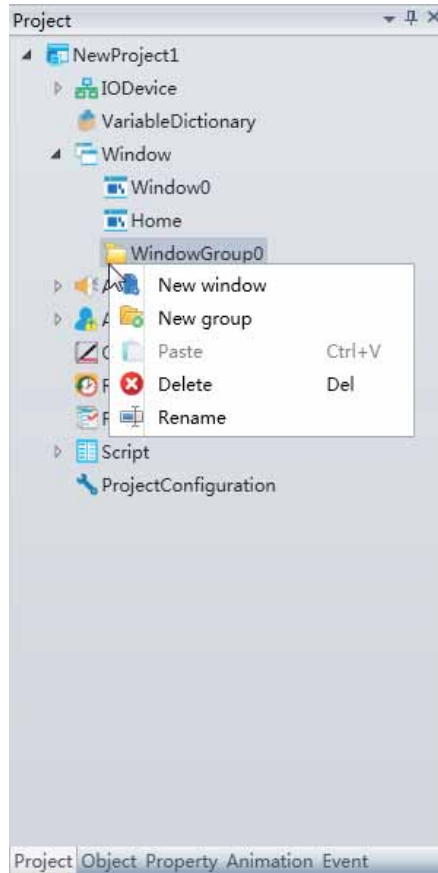 Project
NewProject1
IODevice
VariableDictionary
Window
Window0
Home
WindowGroup0
New window
New group
Paste Ctrl+V
Delete Del
Rename
Script
ProjectConfiguration
Project Object Property Animation Event